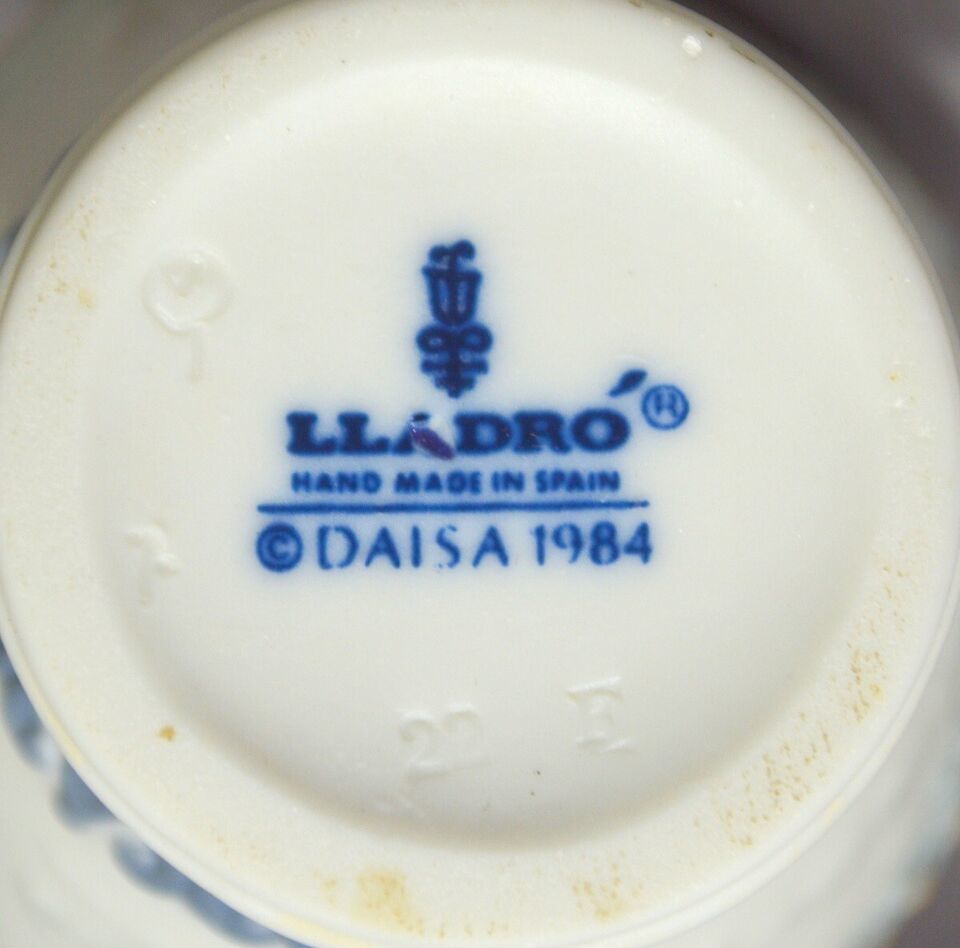 LLADRÓ®
HAND MADE IN SPAIN
© DAISA 1984
22 E